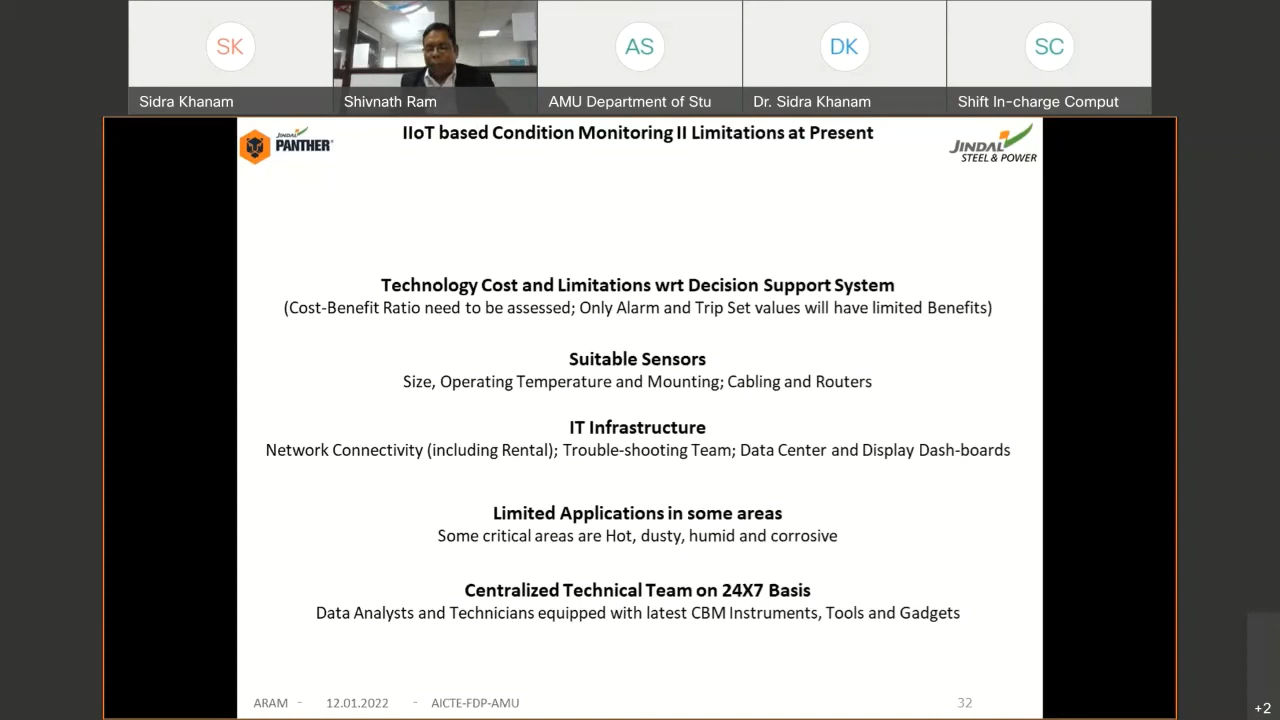 SK
AS
DK
SC
Sidra Khanam
Shivnath Ram
AMU Department of Stu
Dr. Sidra Khanam
Shift In-charge Comput
JINDAL
PANTHER®
IIoT based Condition Monitoring II Limitations at Present
JINDAL
STEEL & POWER
Technology Cost and Limitations wrt Decision Support System
(Cost-Benefit Ratio need to be assessed; Only Alarm and Trip Set values will have limited Benefits)
Suitable Sensors
Size, Operating Temperature and Mounting; Cabling and Routers
IT Infrastructure
Network Connectivity (including Rental); Trouble-shooting Team; Data Center and Display Dash-boards
Limited Applications in some areas
Some critical areas are Hot, dusty, humid and corrosive
Centralized Technical Team on 24X7 Basis
Data Analysts and Technicians equipped with latest CBM Instruments, Tools and Gadgets
ARAM - 12.01.2022 - AICTE-FDP-AMU 32
+2